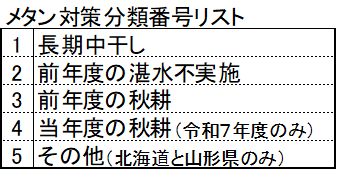 メタン対策分類番号リスト
1 長期中干し
2 前年度の湛水不実施
3 前年度の秋耕
4 当年度の秋耕(令和7年度のみ)
5 その他(北海道と山形県のみ)